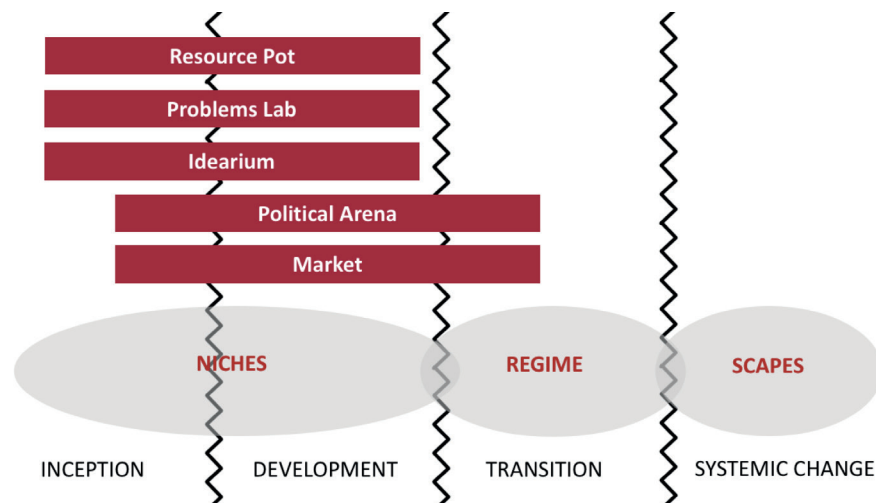 Resource Pot
Problems Lab
Idearium
Political Arena
Market
NICHES
REGIME
SCAPES
INCEPTION
DEVELOPMENT
TRANSITION
SYSTEMIC CHANGE